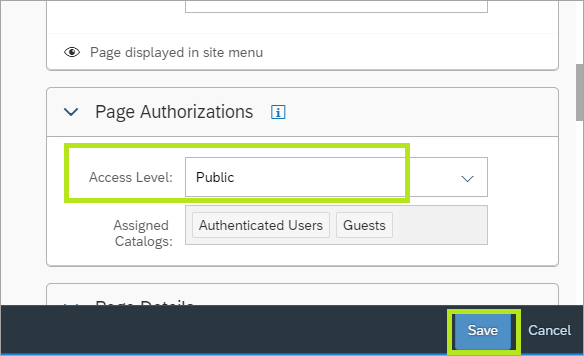 Page displayed in site menu
Page Authorizations
Access Level: Public
Assigned Catalogs: Authenticated Users Guests
Page Details
Save Cancel